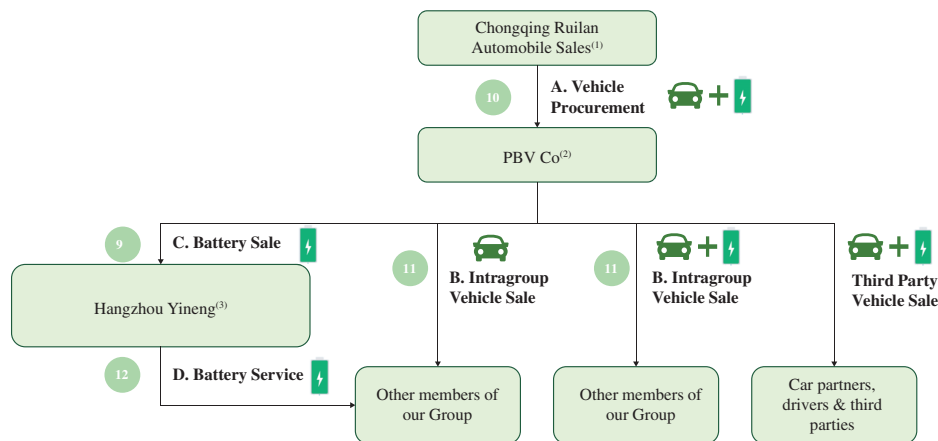 Chongqing Ruilan
Automobile Sales(1)
10
A. Vehicle
Procurement
PBV Co(2)
9
C. Battery Sale
11
B. Intragroup
Vehicle Sale
11
B. Intragroup
Vehicle Sale
Third Party
Vehicle Sale
Hangzhou Yineng(3)
12
D. Battery Service
Other members of
our Group
Other members of
our Group
Car partners,
drivers & third
parties